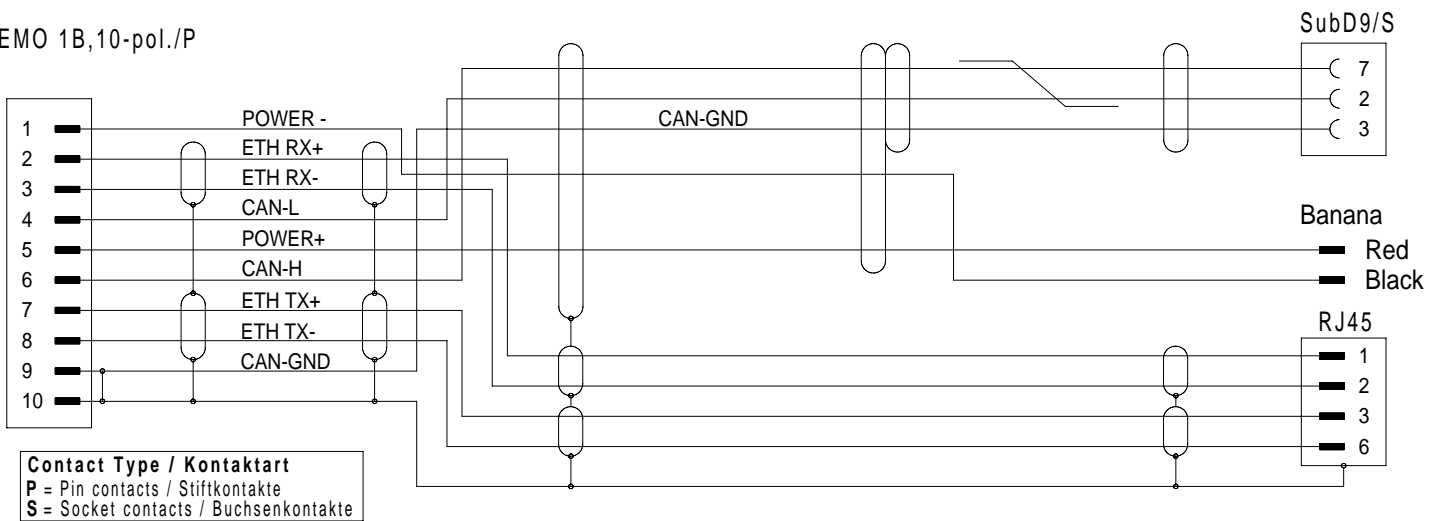 EMO 1B,10-pol./P
SubD9/S
7
2
3
CAN-GND
1 POWER -
2 ETH RX+
3 ETH RX-
4 CAN-L
5 POWER+
6 CAN-H
7 ETH TX+
8 ETH TX-
9 CAN-GND
10
Banana
Red
Black
RJ45
1
2
3
6
Contact Type / Kontaktart
P = Pin contacts / Stiftkontakte
S = Socket contacts / Buchsenkontakte